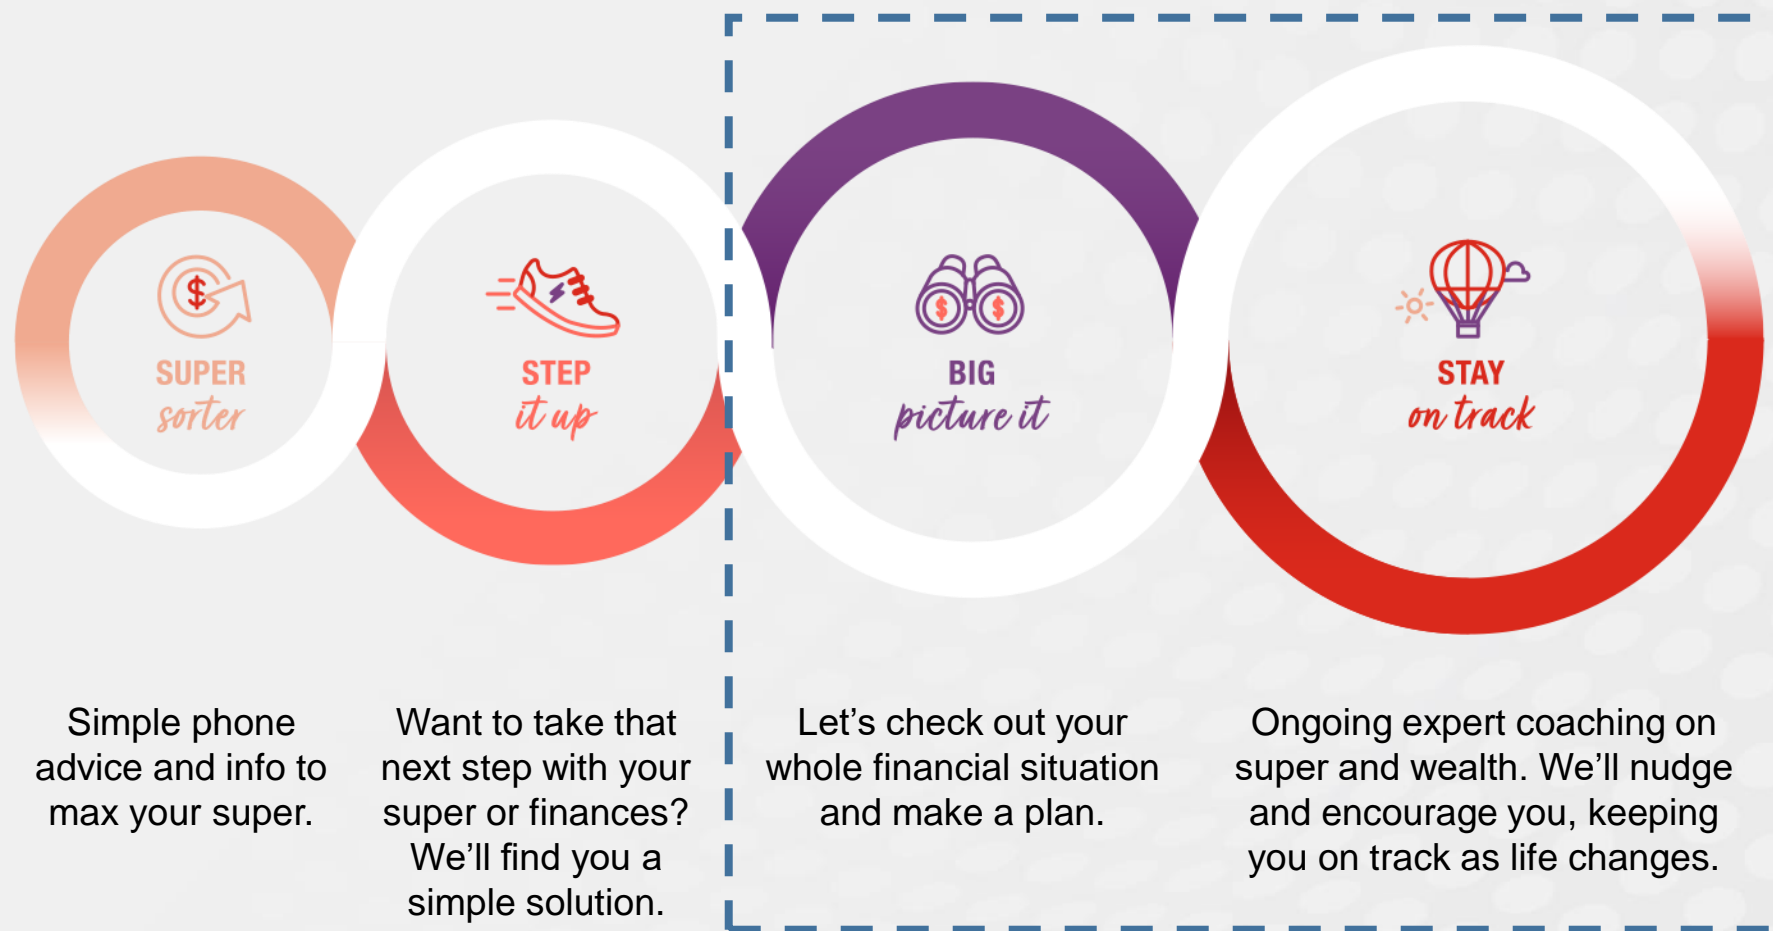 SUPER
sorter
STEP
it up
BIG
picture it
STAY
on track
Simple phone
advice and info to
max your super.
Want to take that
next step with your
super or finances?
We’ll find you a
simple solution.
Let’s check out your
whole financial situation
and make a plan.
Ongoing expert coaching on
super and wealth. We’ll nudge
and encourage you, keeping
you on track as life changes.